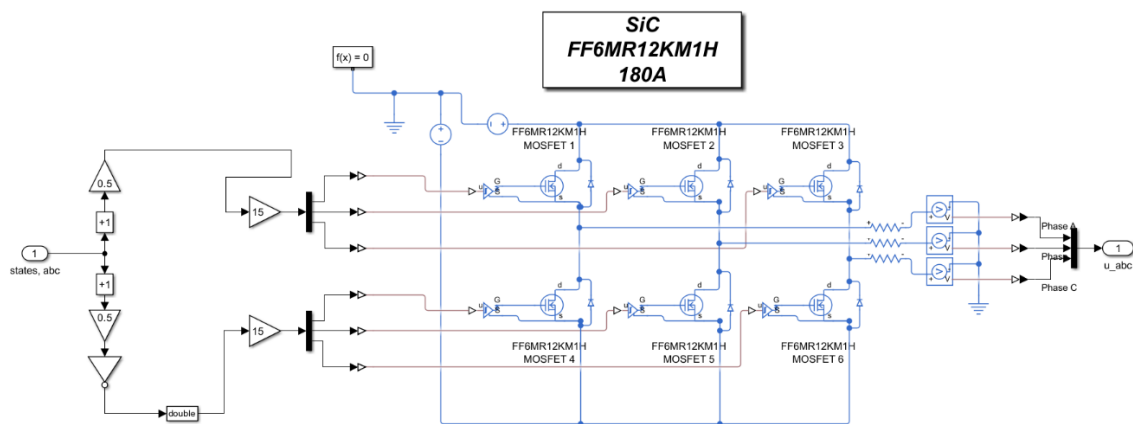 SiC
FF6MR12KM1H
180A
f(x) = 0
FF6MR12KM1H
MOSFET 1
FF6MR12KM1H
MOSFET 2
FF6MR12KM1H
MOSFET 3
d
d
d
0.5
u
G
S
s
u
G
S
s
u
G
S
s
15
+1
1
states, abc
V
+
V
Phase A
V
+
V
Phase
V
+
V
Phase C
1
u_abc
+1
0.5
15
d
d
d
u
G
S
s
u
G
S
s
u
G
S
s
FF6MR12KM1H
MOSFET 4
FF6MR12KM1H
MOSFET 5
FF6MR12KM1H
MOSFET 6
double